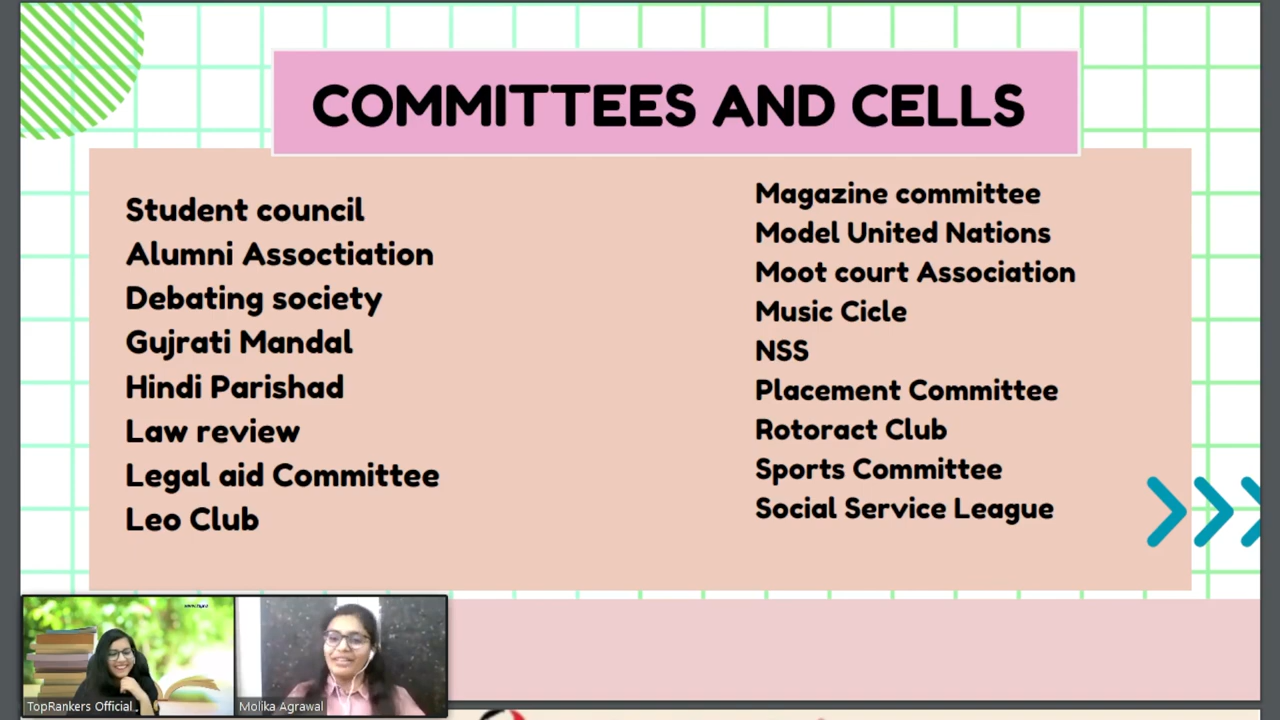 COMMITTEES AND CELLS
Student council
Alumni Assoctiation
Debating society
Gujrati Mandal
Hindi Parishad
Law review
Legal aid Committee
Leo Club
Magazine committee
Model United Nations
Moot court Association
Music Cicle
NSS
Placement Committee
Rotoract Club
Sports Committee
Social Service League
TopRankers Official
Molika Agrawal